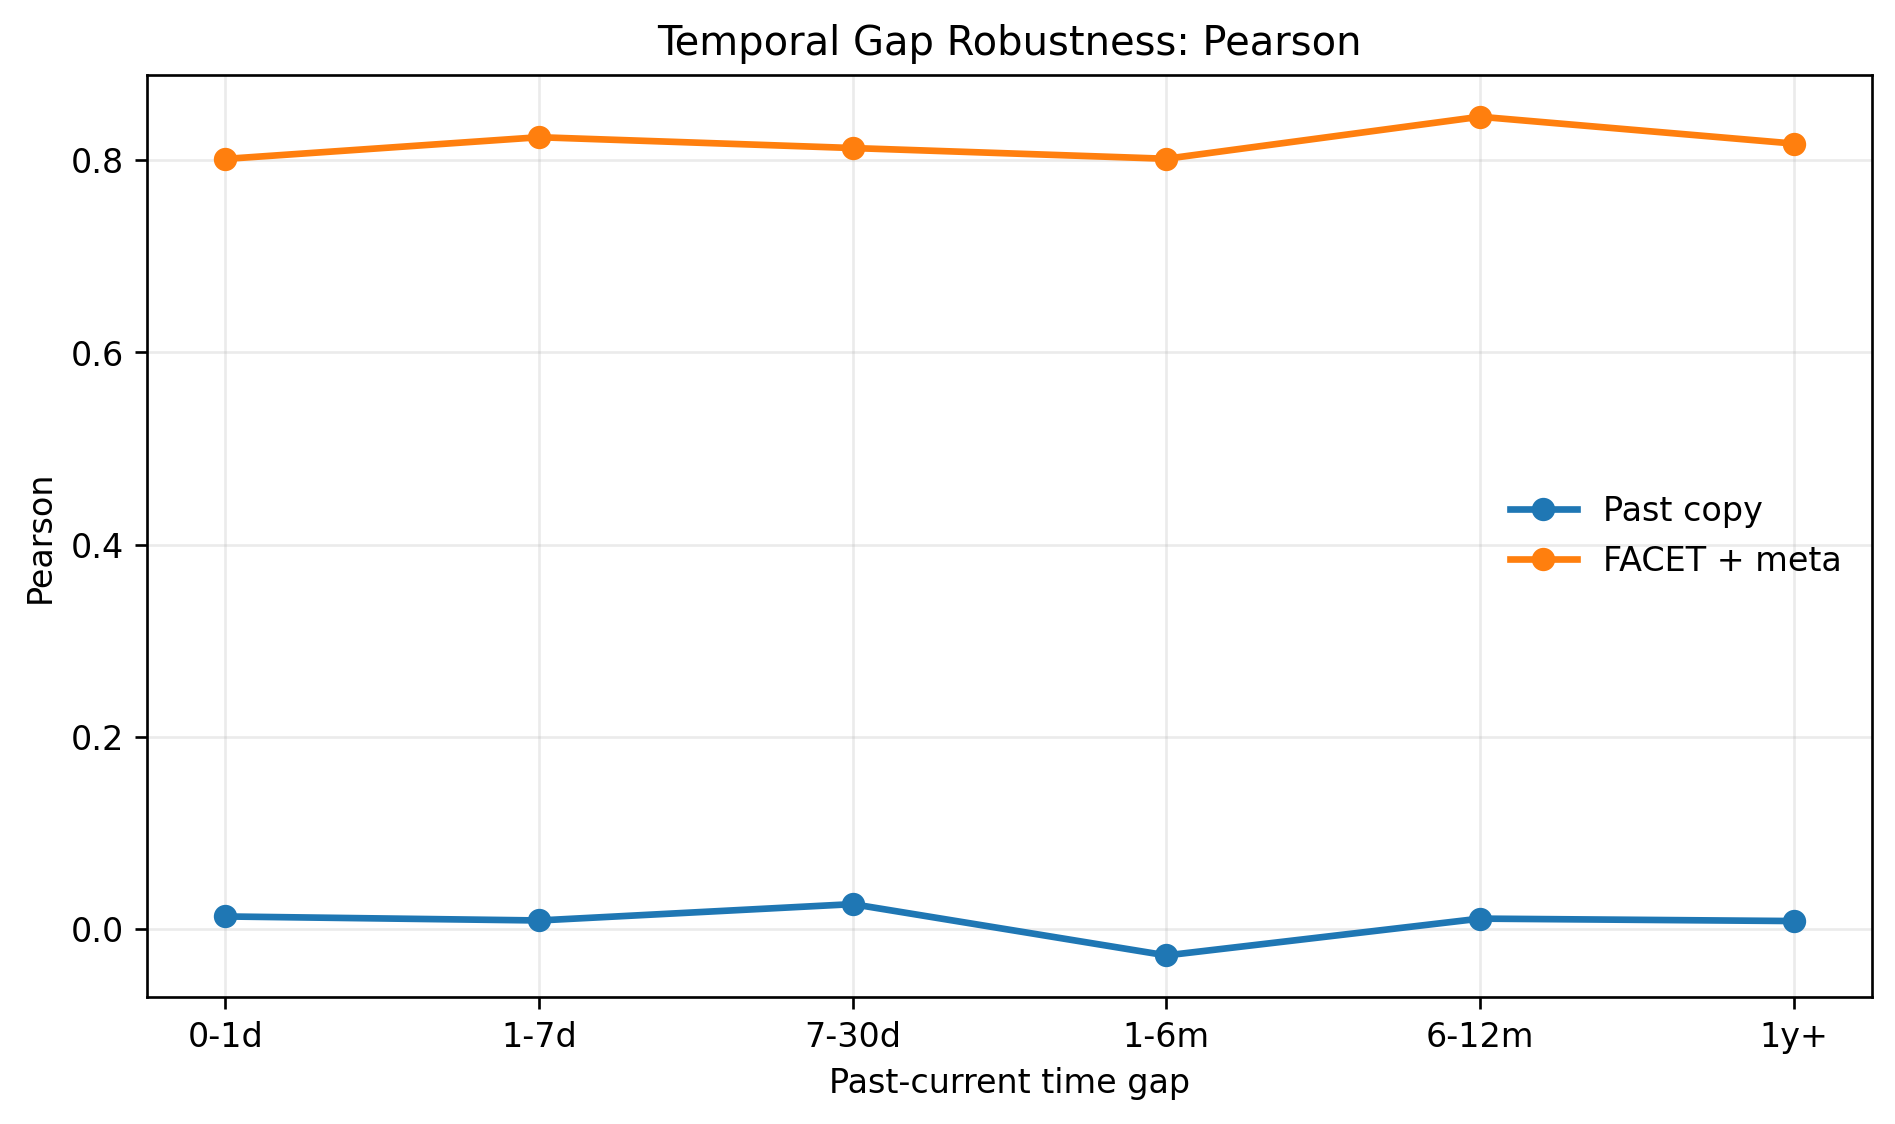 Temporal Gap Robustness: Pearson
Pearson
0.8
0.6
0.4
0.2
0.0
Past copy
FACET + meta
0-1d 1-7d 7-30d 1-6m 6-12m 1y+
Past-current time gap